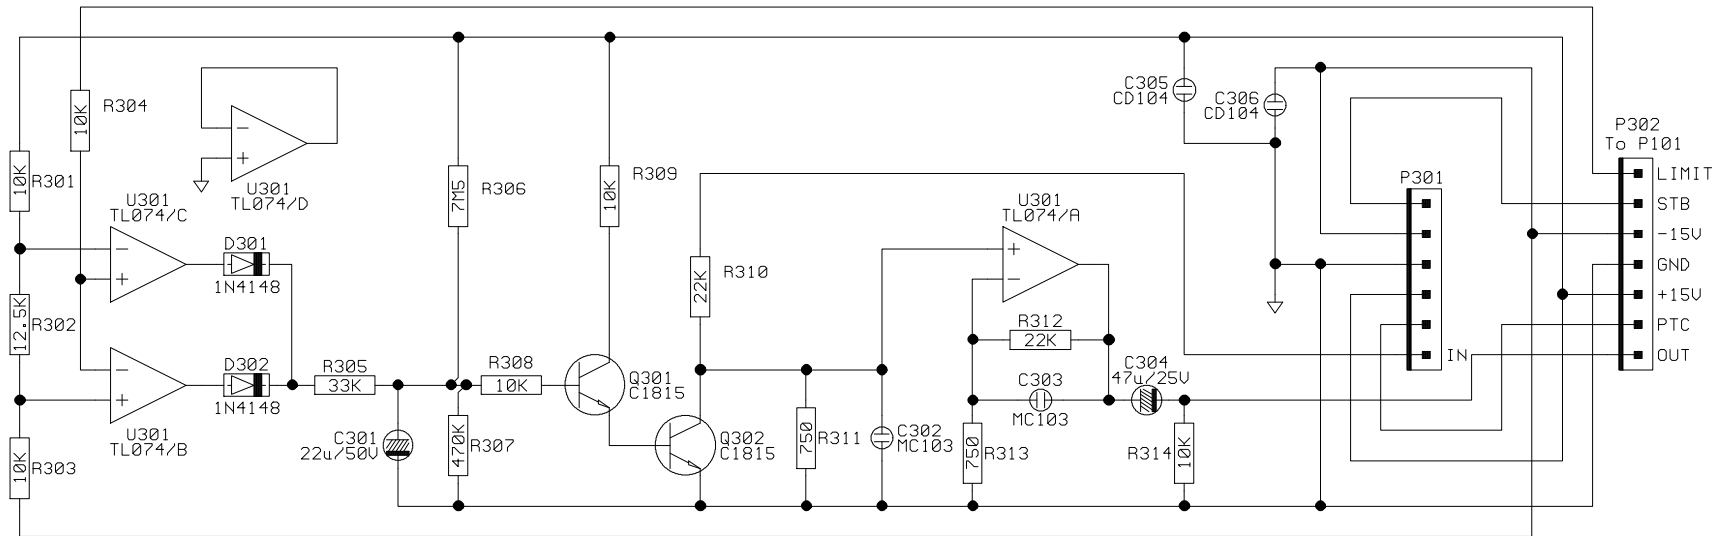 R304
10K
R301
10K
R302
12.5K
R303
10K
U301
TL074/D
U301
TL074/C
U301
TL074/B
D301
1N4148
D302
1N4148
R305
33K
C301
22u/50V
R306
7M5
R307
470K
R308
10K
R309
10K
Q301
C1815
Q302
C1815
R310
22K
R311
750
C302
MC103
U301
TL074/A
R312
22K
C303
MC103
R313
750
C304
47u/25V
R314
10K
C305
CD104
C306
CD104
P301
IN
P302
To P101
LIMIT
STB
-15V
GND
+15V
PTC
OUT